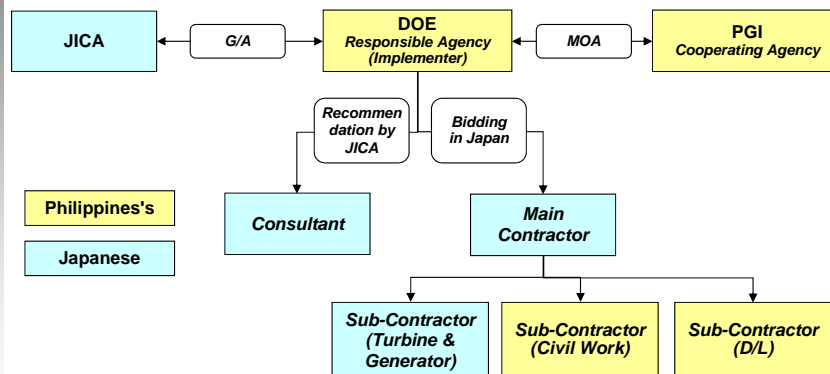 JICA
G/A
DOE
Responsible Agency
(Implementer)
MOA
PGI
Cooperating Agency
Recommen
dation by
JICA
Bidding
in Japan
Consultant
Main
Contractor
Philippines's
Japanese
Sub-Contractor
(Turbine &
Generator)
Sub-Contractor
(Civil Work)
Sub-Contractor
(D/L)